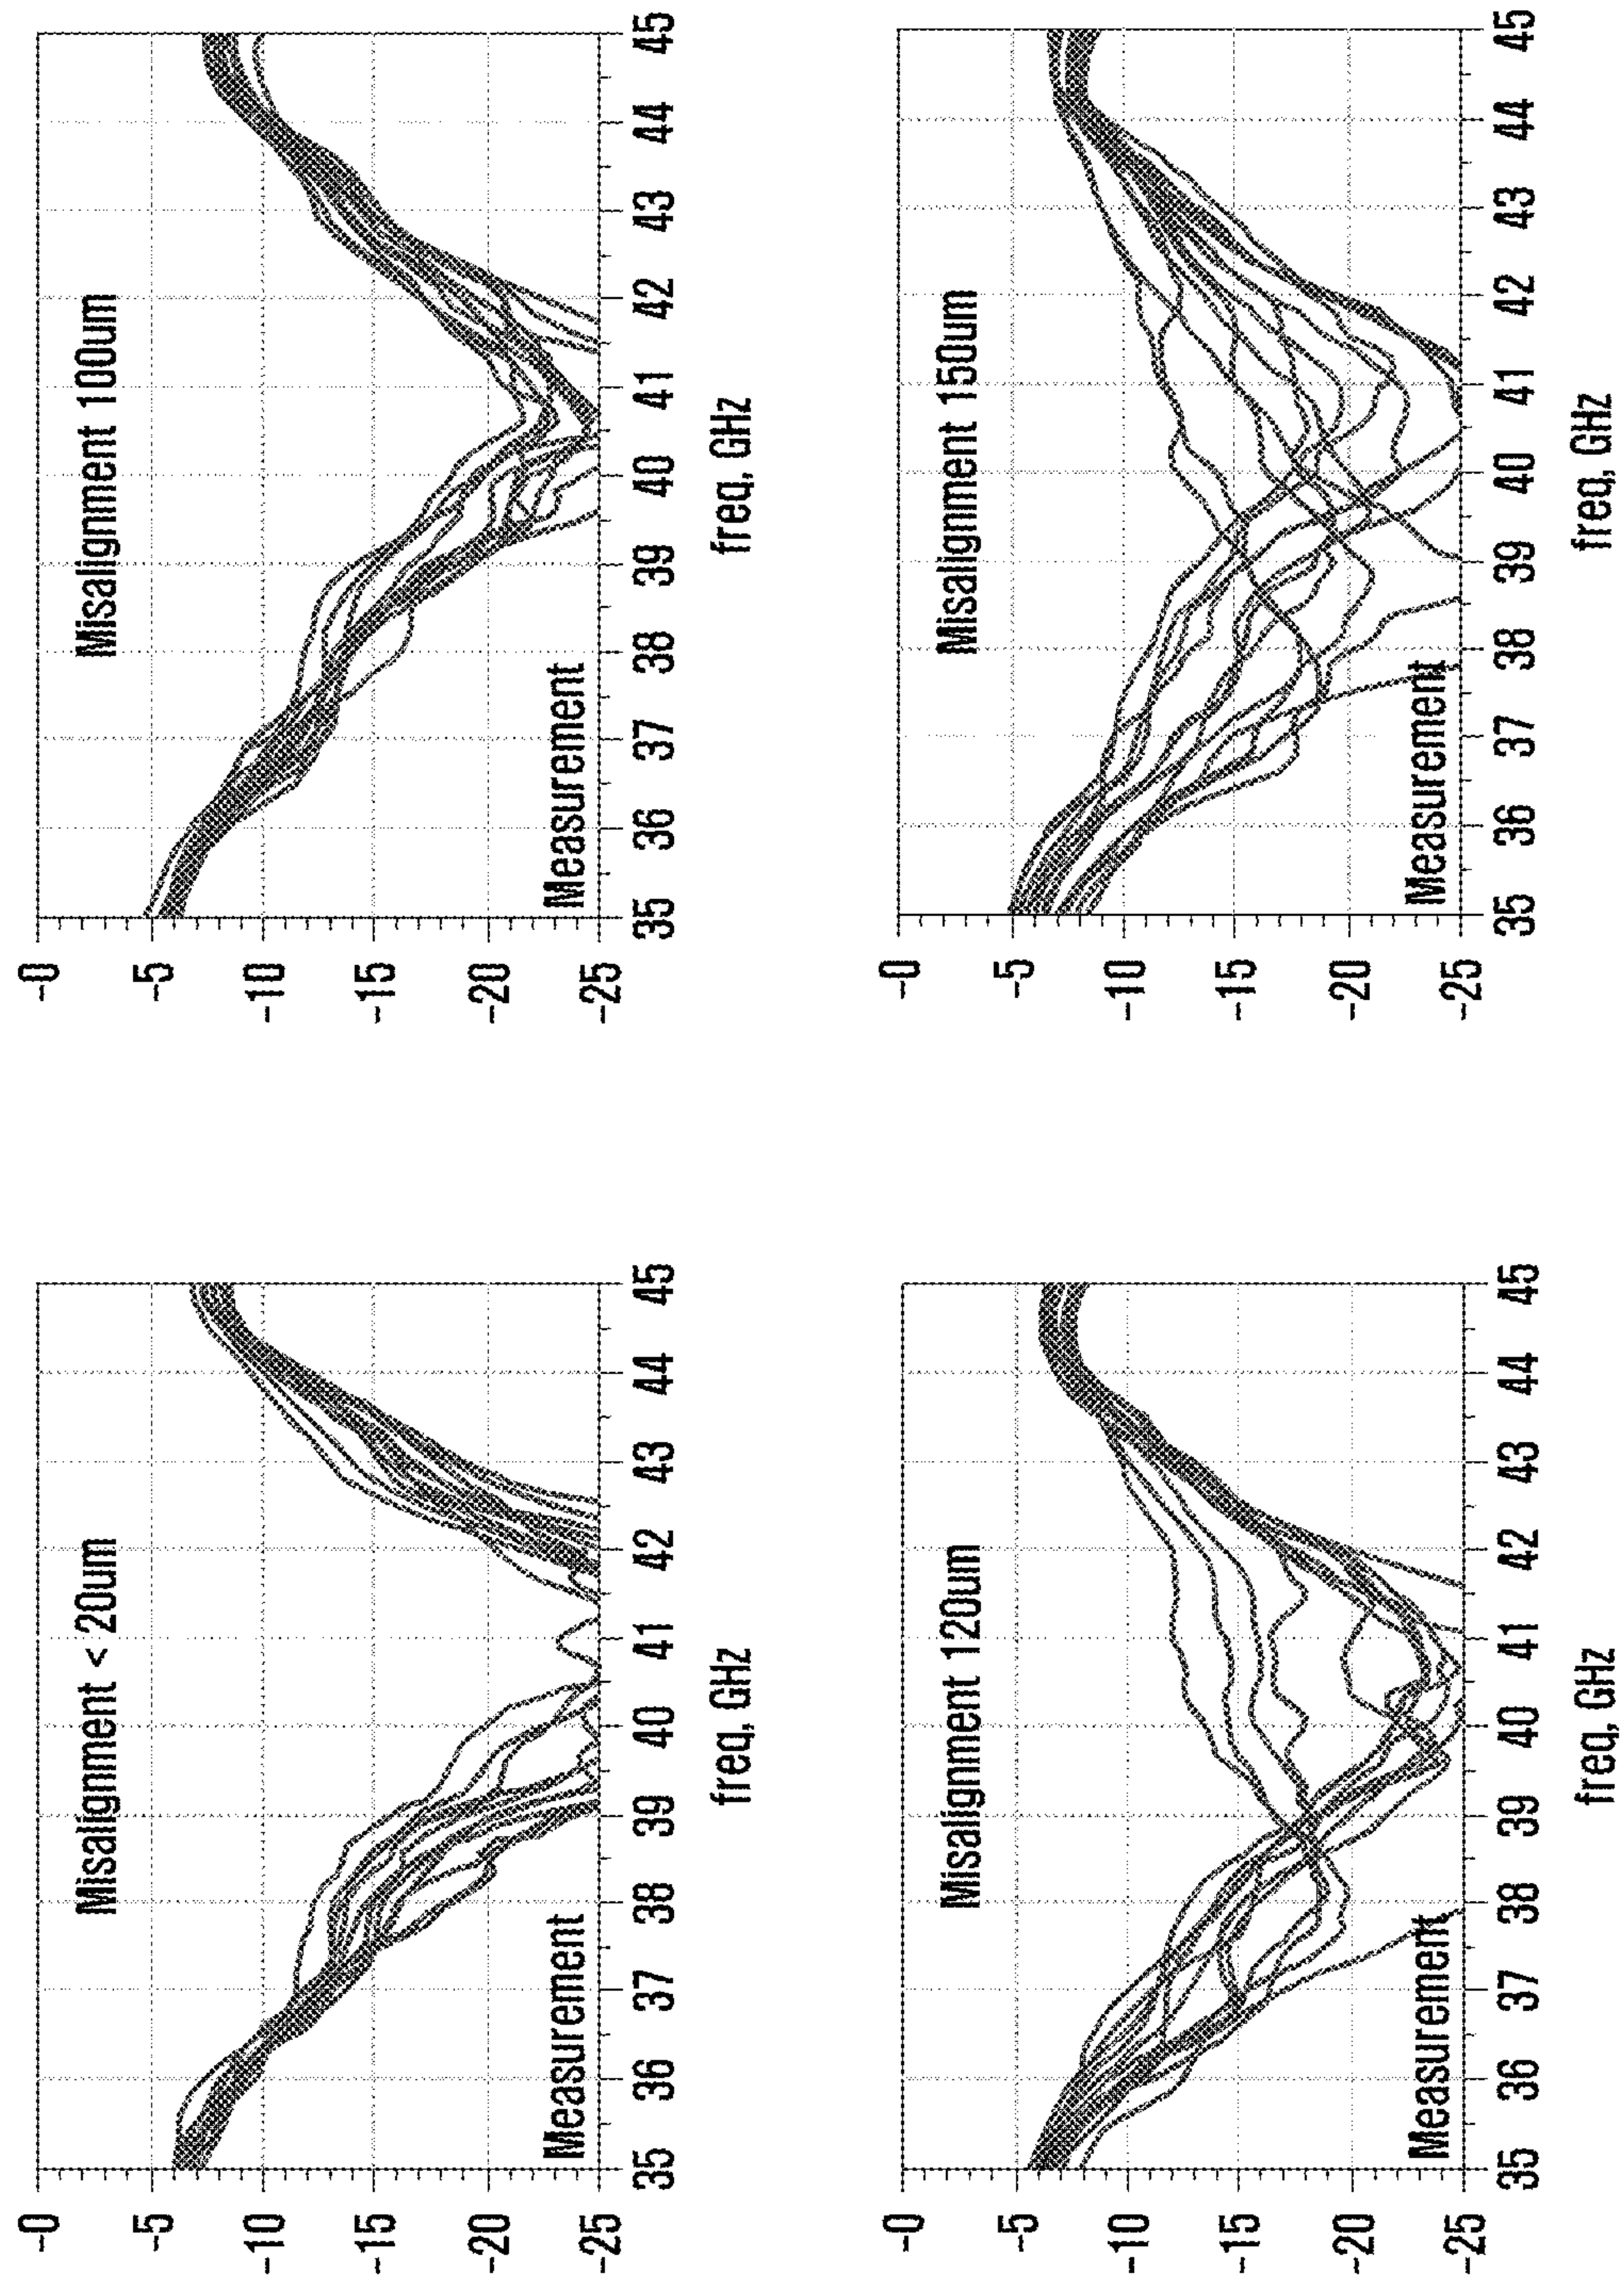 Misalignment < 20um
-0
-5
-10
-15
-20
-25
Measurement
35 36 37 38 39 40 41 42 43 44 45
freq, GHz
Misalignment 100um
-0
-5
-10
-15
-20
-25
Measurement
35 36 37 38 39 40 41 42 43 44 45
freq, GHz
Misalignment 120um
-0
-5
-10
-15
-20
-25
Measurement
35 36 37 38 39 40 41 42 43 44 45
freq, GHz
Misalignment 150um
-0
-5
-10
-15
-20
-25
Measurement
35 36 37 38 39 40 41 42 43 44 45
freq, GHz